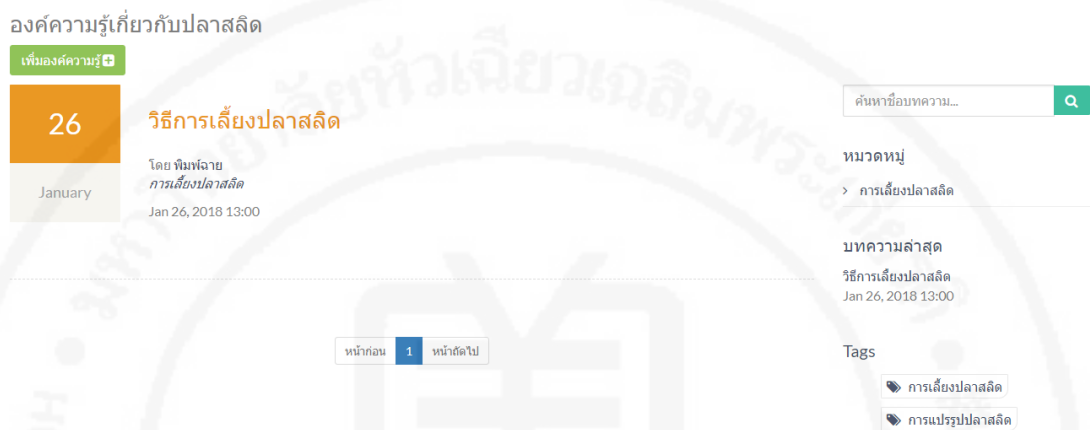 องค์ความรู้เกี่ยวกับปลาสลิด
เพิ่มองค์ความรู้
26
January
วิธีการเลี้ยงปลาสลิด
โดย พิมพ์ฉาย
การเลี้ยงปลาสลิด
Jan 26, 2018 13:00
หน้าก่อน 1 หน้าถัดไป
ค้นหาชื่อบทความ...
หมวดหมู่
การเลี้ยงปลาสลิด
บทความล่าสุด
วิธีการเลี้ยงปลาสลิด
Jan 26, 2018 13:00
Tags
การเลี้ยงปลาสลิด
การแปรรูปปลาสลิด